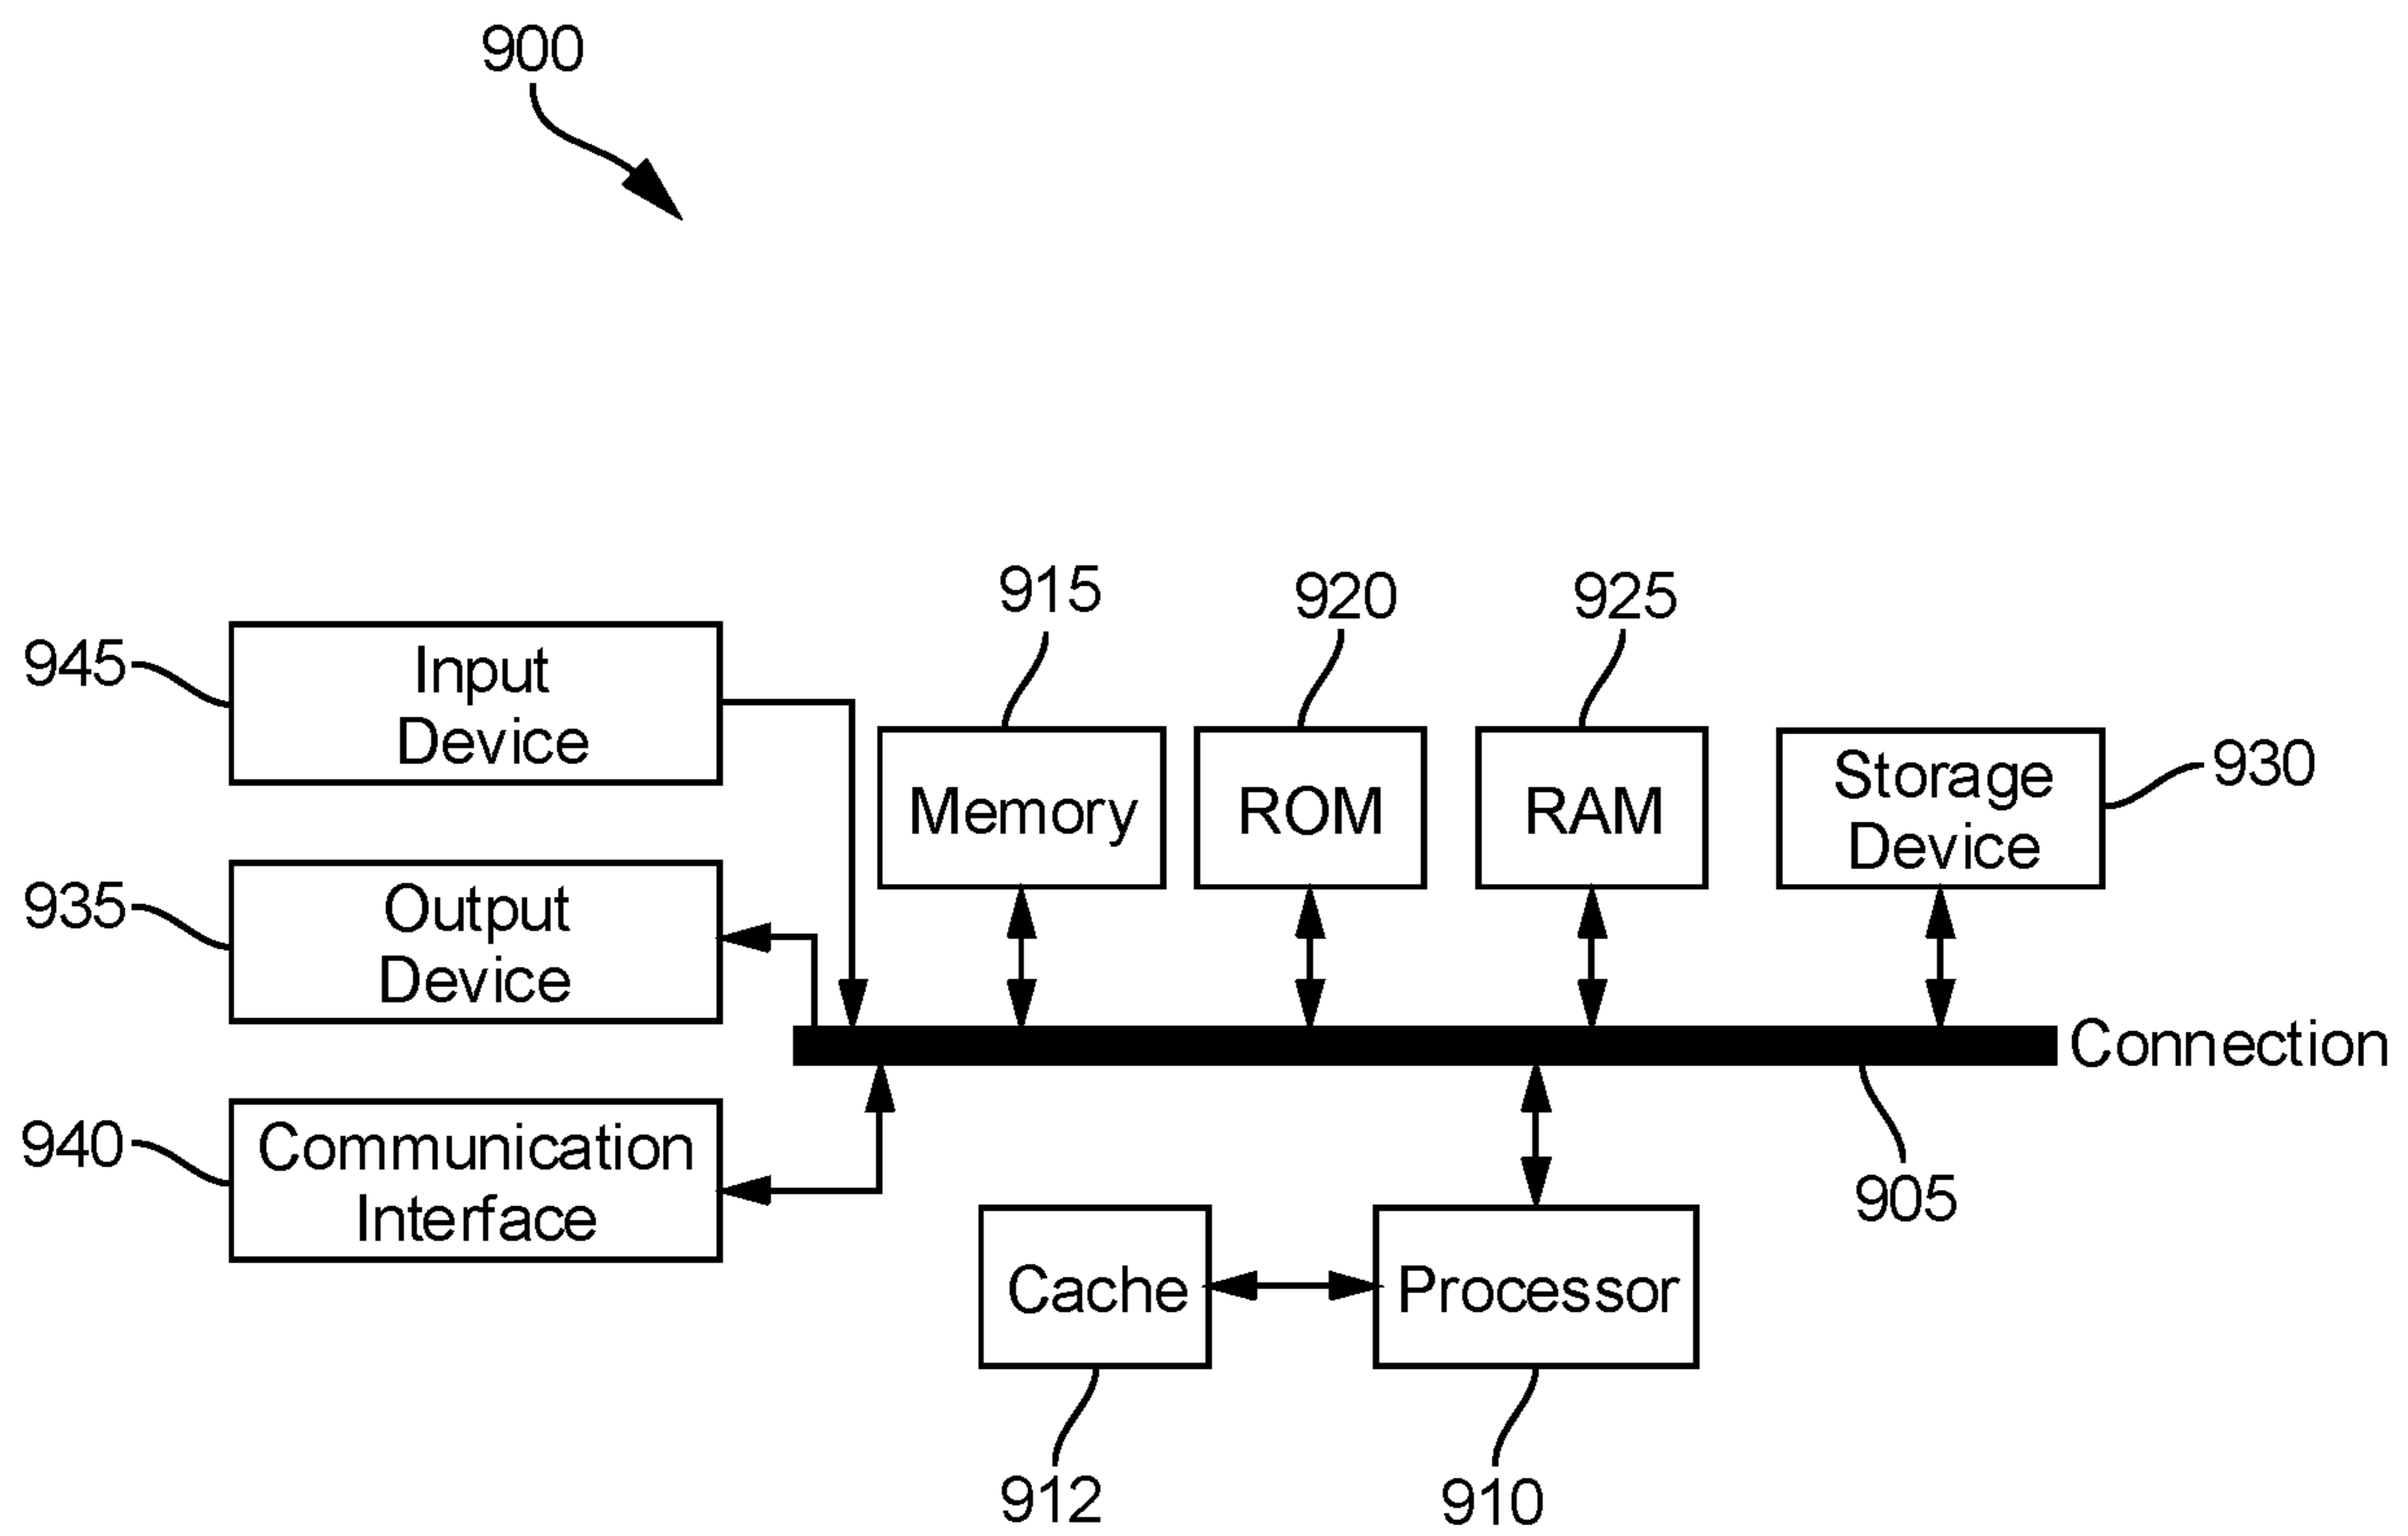 900
915
920
925
945
Input
Device
930
Storage
Device
Memory
ROM
RAM
935
Output
Device
Connection
940
Communication
Interface
905
Cache
Processor
912
910